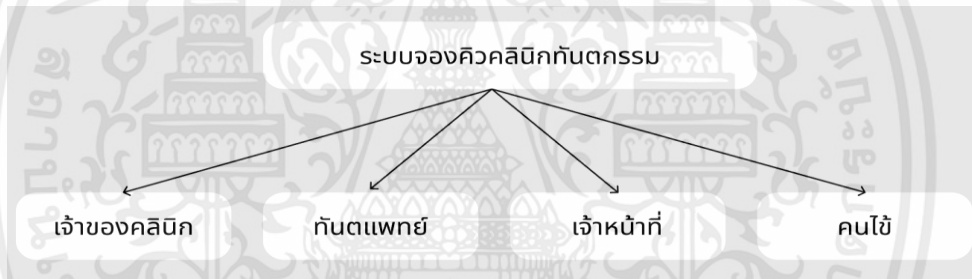 ระบบจองคิวคลินิกทันตกรรม
เจ้าของคลินิก ทันตแพทย์ เจ้าหน้าที่ คนไข้